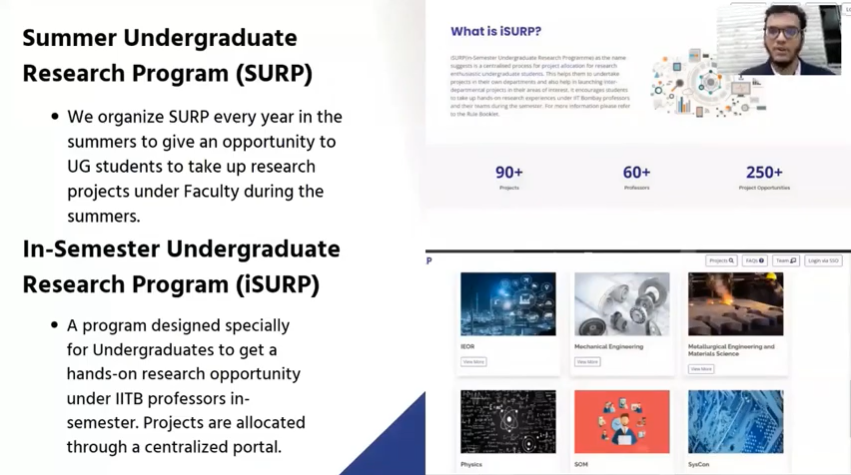 Summer Undergraduate
Research Program (SURP)
We organize SURP every year in the
summers to give an opportunity to
UG students to take up research
projects under Faculty during the
summers.
In-Semester Undergraduate
Research Program (iSURP)
A program designed specially
for Undergraduates to get a
hands-on research opportunity
under IITB professors in-
semester. Projects are allocated
through a centralized portal.
What is iSURP?
iSURP(In-Semester Undergraduate Research Programme) as the name
suggests is a centralised process for project allocation for research
enthusiastic undergraduate students. This helps them to undertake
projects in their own departments and also help in launching inter-
departmental projects in their areas of interest. It encourages students
to take up hands-on research experiences under IIT Bombay professors
and their teams during the semester. For more information please refer
to the Rule Booklet.
90+
Projects
60+
Professors
250+
Project Opportunities
P
Projects
FAQs
Team
Login via SSO
IEOR
View More
Mechanical Engineering
View More
Metallurgical Engineering and
Materials Science
View More
Physics
SOM
SysCon